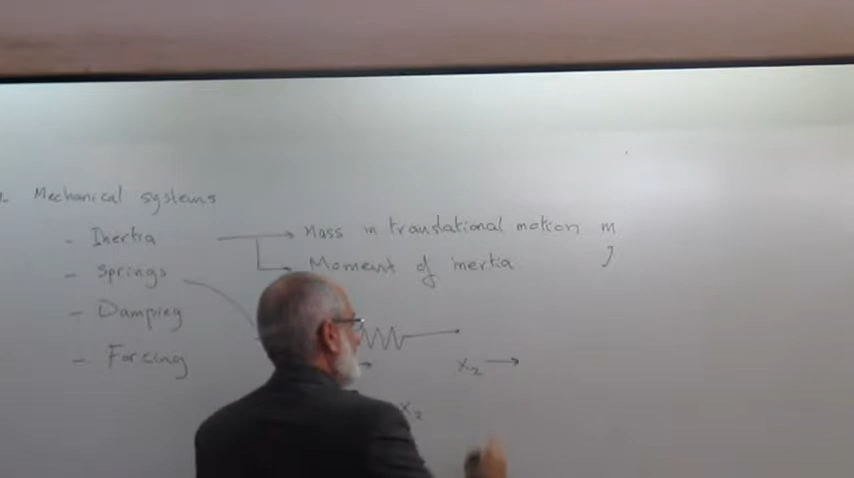 Mechanical systems
- Inertia
Mass in translational motion m
Moment of inertia J
- Springs
- Damping
- Forcing
x₂
x₂